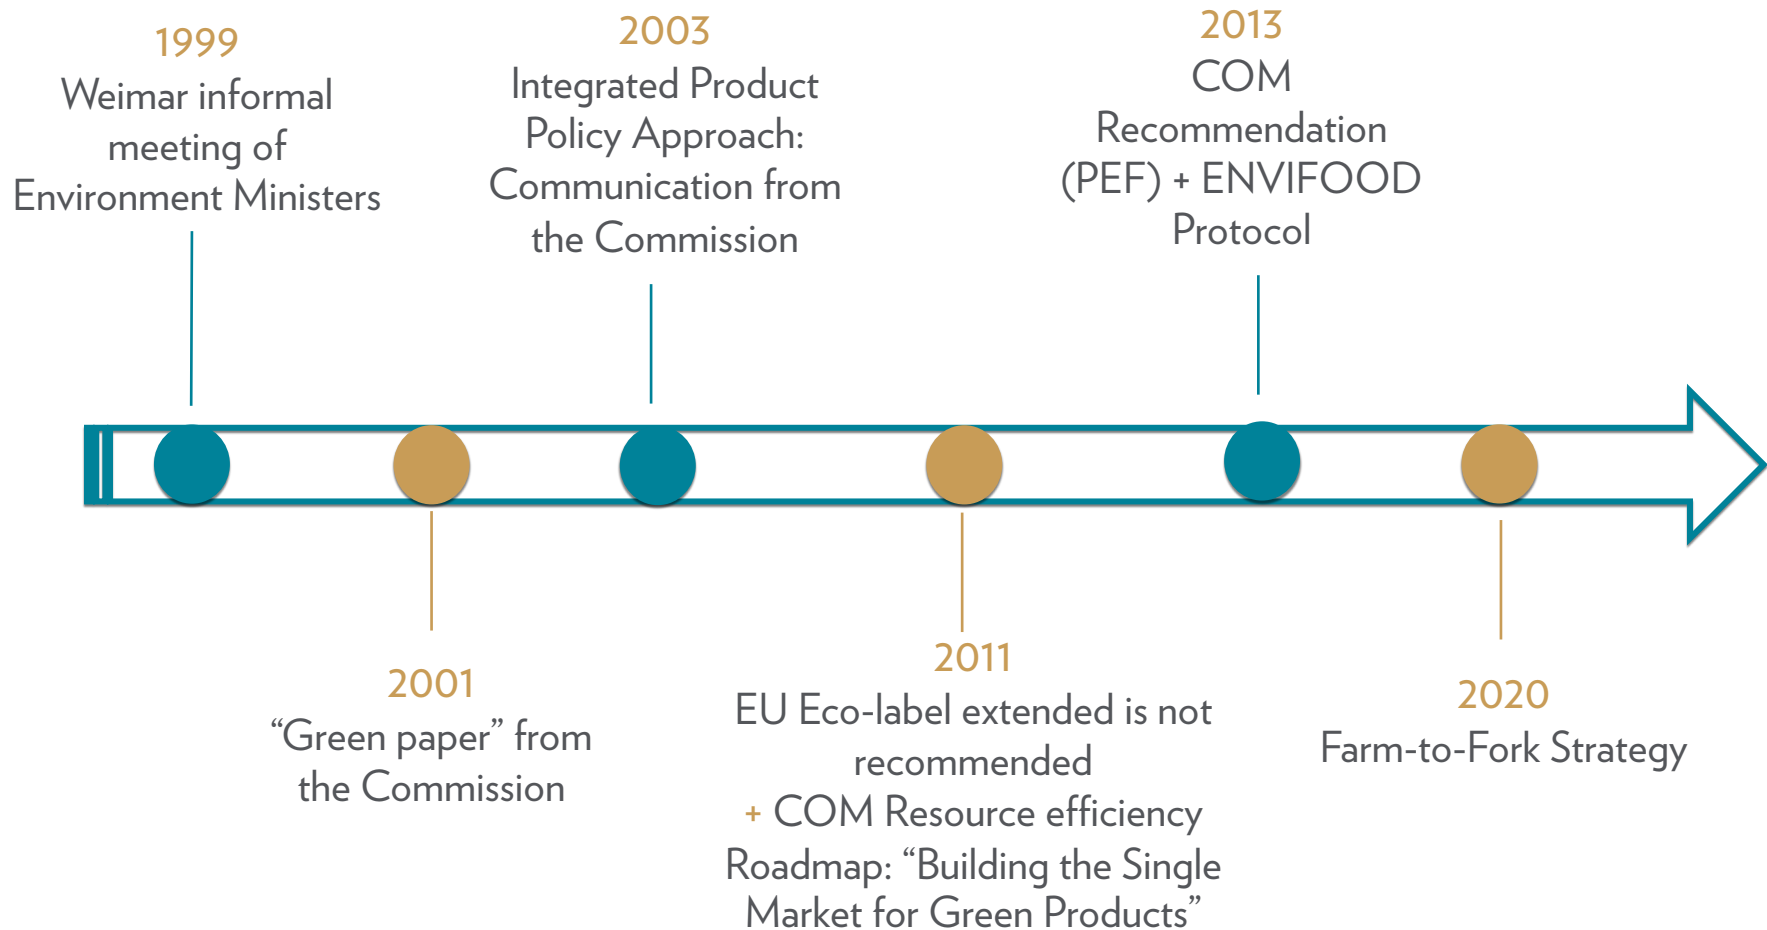 1999
Weimar informal
meeting of
Environment Ministers
2003
Integrated Product
Policy Approach:
Communication from
the Commission
2013
COM
Recommendation
(PEF) + ENVIFOOD
Protocol
2001
“Green paper” from
the Commission
2011
EU Eco-label extended is not
recommended
+ COM Resource efficiency
Roadmap: “Building the Single
Market for Green Products”
2020
Farm-to-Fork Strategy